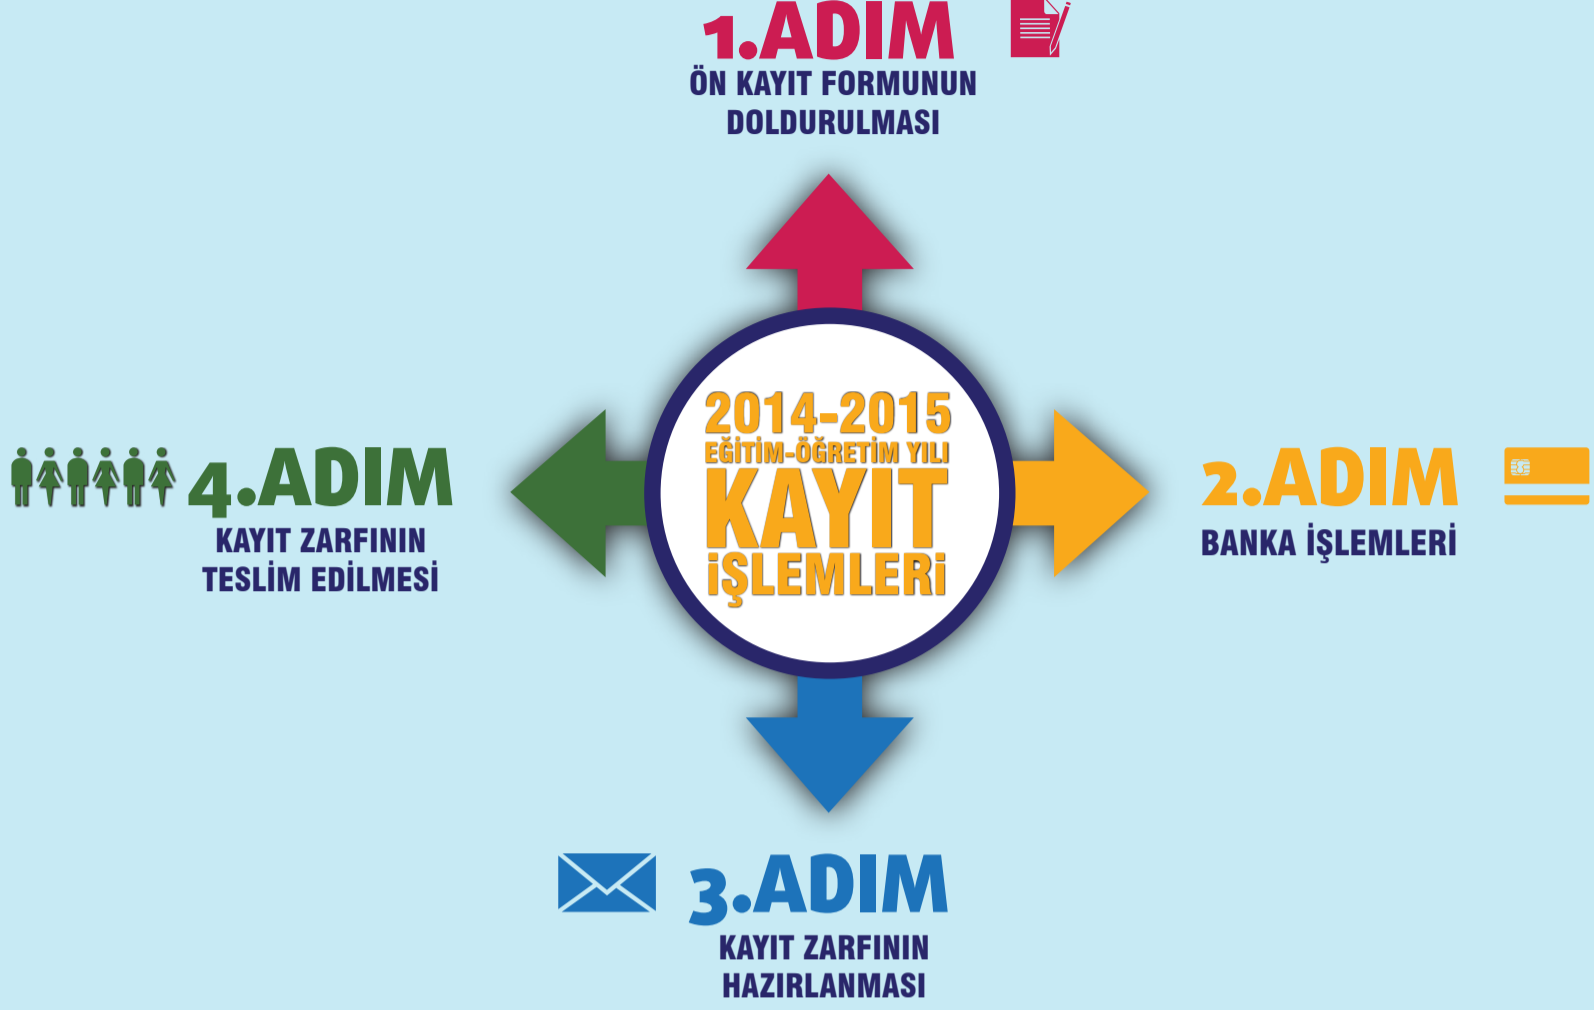 1.ADIM
ÖN KAYIT FORMUNUN
DOLDURULMASI
2014-2015
EĞİTİM-ÖĞRETİM YILI
KAYIT
İŞLEMLERİ
2.ADIM
BANKA İŞLEMLERİ
3.ADIM
KAYIT ZARFININ
HAZIRLANMASI
4.ADIM
KAYIT ZARFININ
TESLİM EDİLMESİ